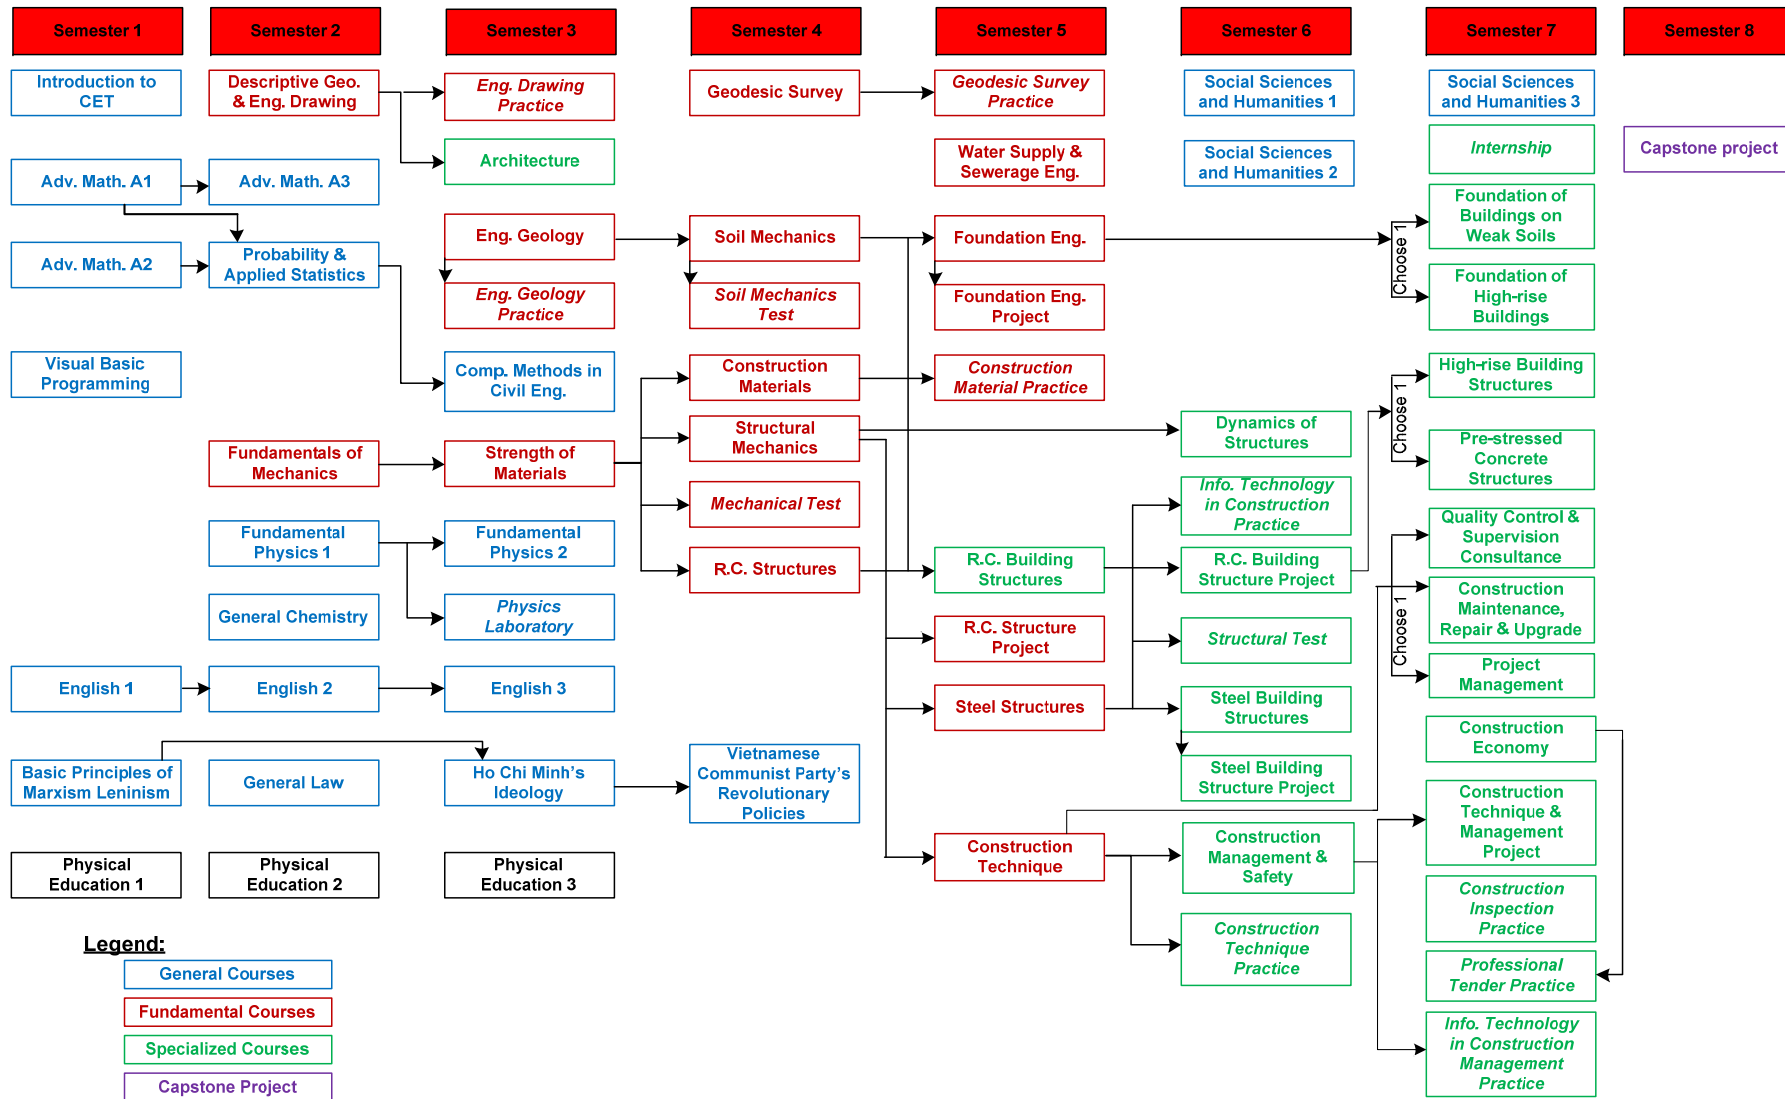 Semester 1
Semester 2
Semester 3
Semester 4
Semester 5
Semester 6
Semester 7
Semester 8
Introduction to
CET
Adv. Math. A1
Adv. Math. A2
Visual Basic
Programming
English 1
Basic Principles of
Marxism Leninism
Physical
Education 1
Descriptive Geo.
& Eng. Drawing
Adv. Math. A3
Probability &
Applied Statistics
Fundamentals of
Mechanics
Fundamental
Physics 1
General Chemistry
English 2
General Law
Physical
Education 2
Eng. Drawing
Practice
Architecture
Eng. Geology
Eng. Geology
Practice
Comp. Methods in
Civil Eng.
Strength of
Materials
Fundamental
Physics 2
Physics
Laboratory
English 3
Ho Chi Minh's
Ideology
Physical
Education 3
Geodesic Survey
Soil Mechanics
Soil Mechanics
Test
Construction
Materials
Structural
Mechanics
Mechanical Test
R.C. Structures
Vietnamese
Communist Party's
Revolutionary
Policies
Geodesic Survey
Practice
Water Supply &
Sewerage Eng.
Foundation Eng.
Foundation Eng.
Project
Construction
Material Practice
R.C. Building
Structures
R.C. Structure
Project
Steel Structures
Construction
Technique
Social Sciences
and Humanities 1
Social Sciences
and Humanities 2
Dynamics of
Structures
Info. Technology
in Construction
Practice
R.C. Building
Structure Project
Structural Test
Steel Building
Structures
Steel Building
Structure Project
Construction
Management &
Safety
Construction
Technique
Practice
Social Sciences
and Humanities 3
Internship
Choose 1
Foundation of
Buildings on
Weak Soils
Foundation of
High-rise
Buildings
Choose 1
High-rise Building
Structures
Pre-stressed
Concrete
Structures
Choose 1
Quality Control &
Supervision
Consultance
Construction
Maintenance,
Repair & Upgrade
Project
Management
Construction
Economy
Construction
Technique &
Management
Project
Construction
Inspection
Practice
Professional
Tender Practice
Info. Technology
in Construction
Management
Practice
Capstone project
Legend:
General Courses
Fundamental Courses
Specialized Courses
Capstone Project